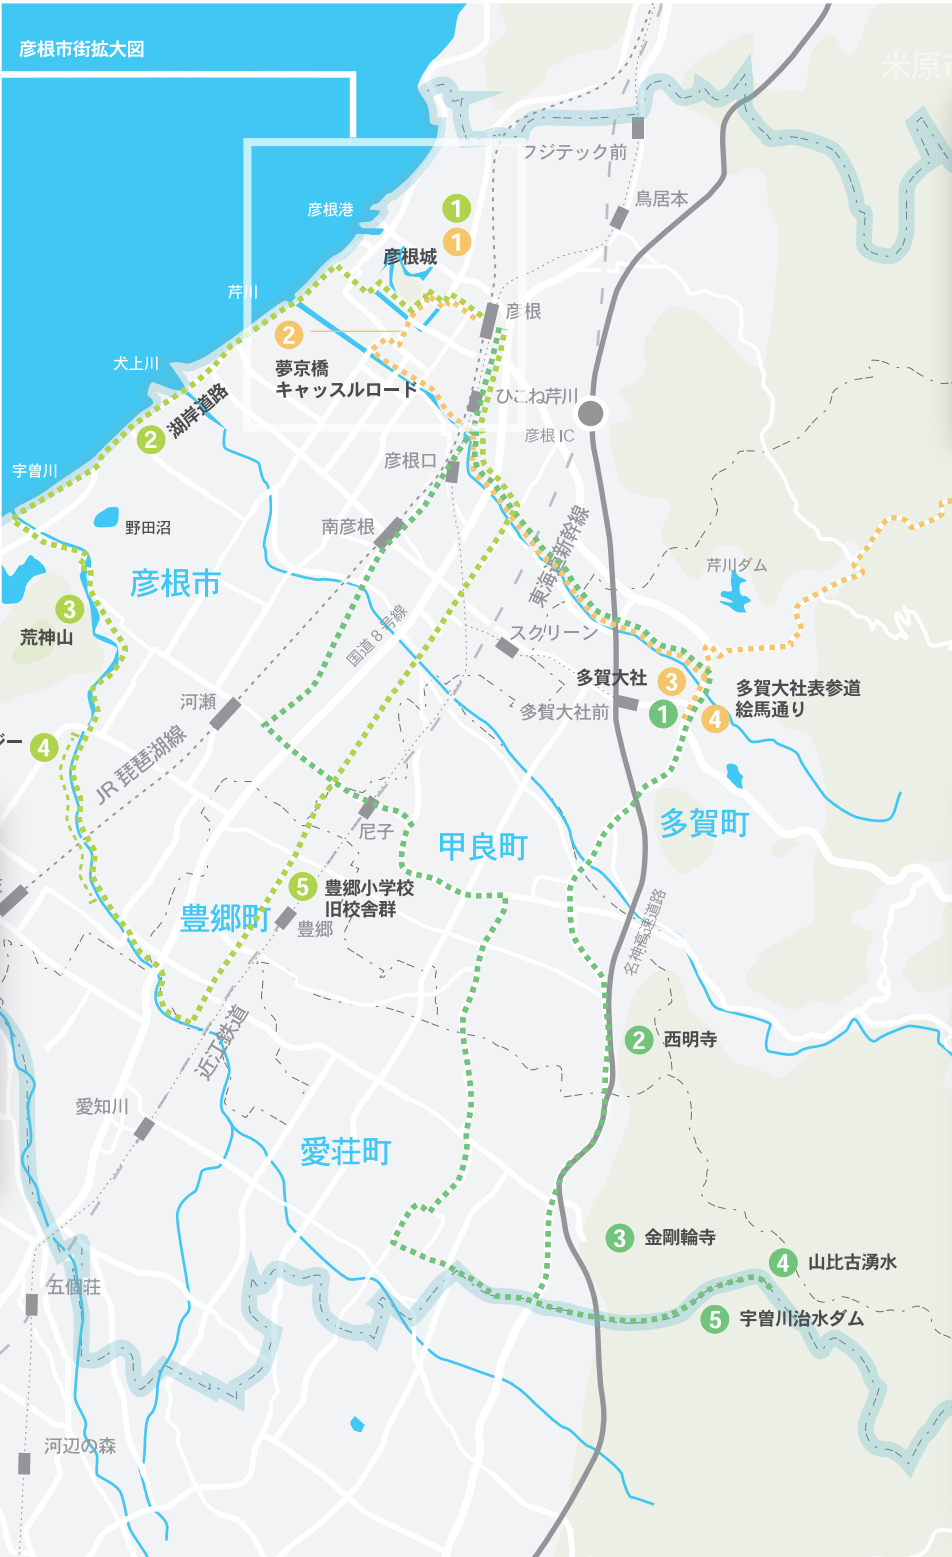 彦根市街拡大図
米原市
フジテック前
鳥居本
彦根港
1
1
彦根城
芹川
彦根
2
夢京橋
キャッスルロード
犬上川
ひこね芹川
湖岸道路
2
彦根IC
彦根口
宇曽川
野田沼
南彦根
東海道新幹線
芹川ダム
彦根市
3
荒神山
国道8号線
スクリーン
多賀大社
3
多賀大社表参道
絵馬通り
4
多賀大社前
1
河瀬
ジー
4
JR琵琶湖線
尼子
甲良町
多賀町
5
豊郷小学校
旧校舎群
豊郷町
豊郷
名神高速道路
近江鉄道
2
西明寺
愛知川
愛荘町
3
金剛輪寺
4
山比古湧水
五個荘
5
宇曽川治水ダム
河辺の森